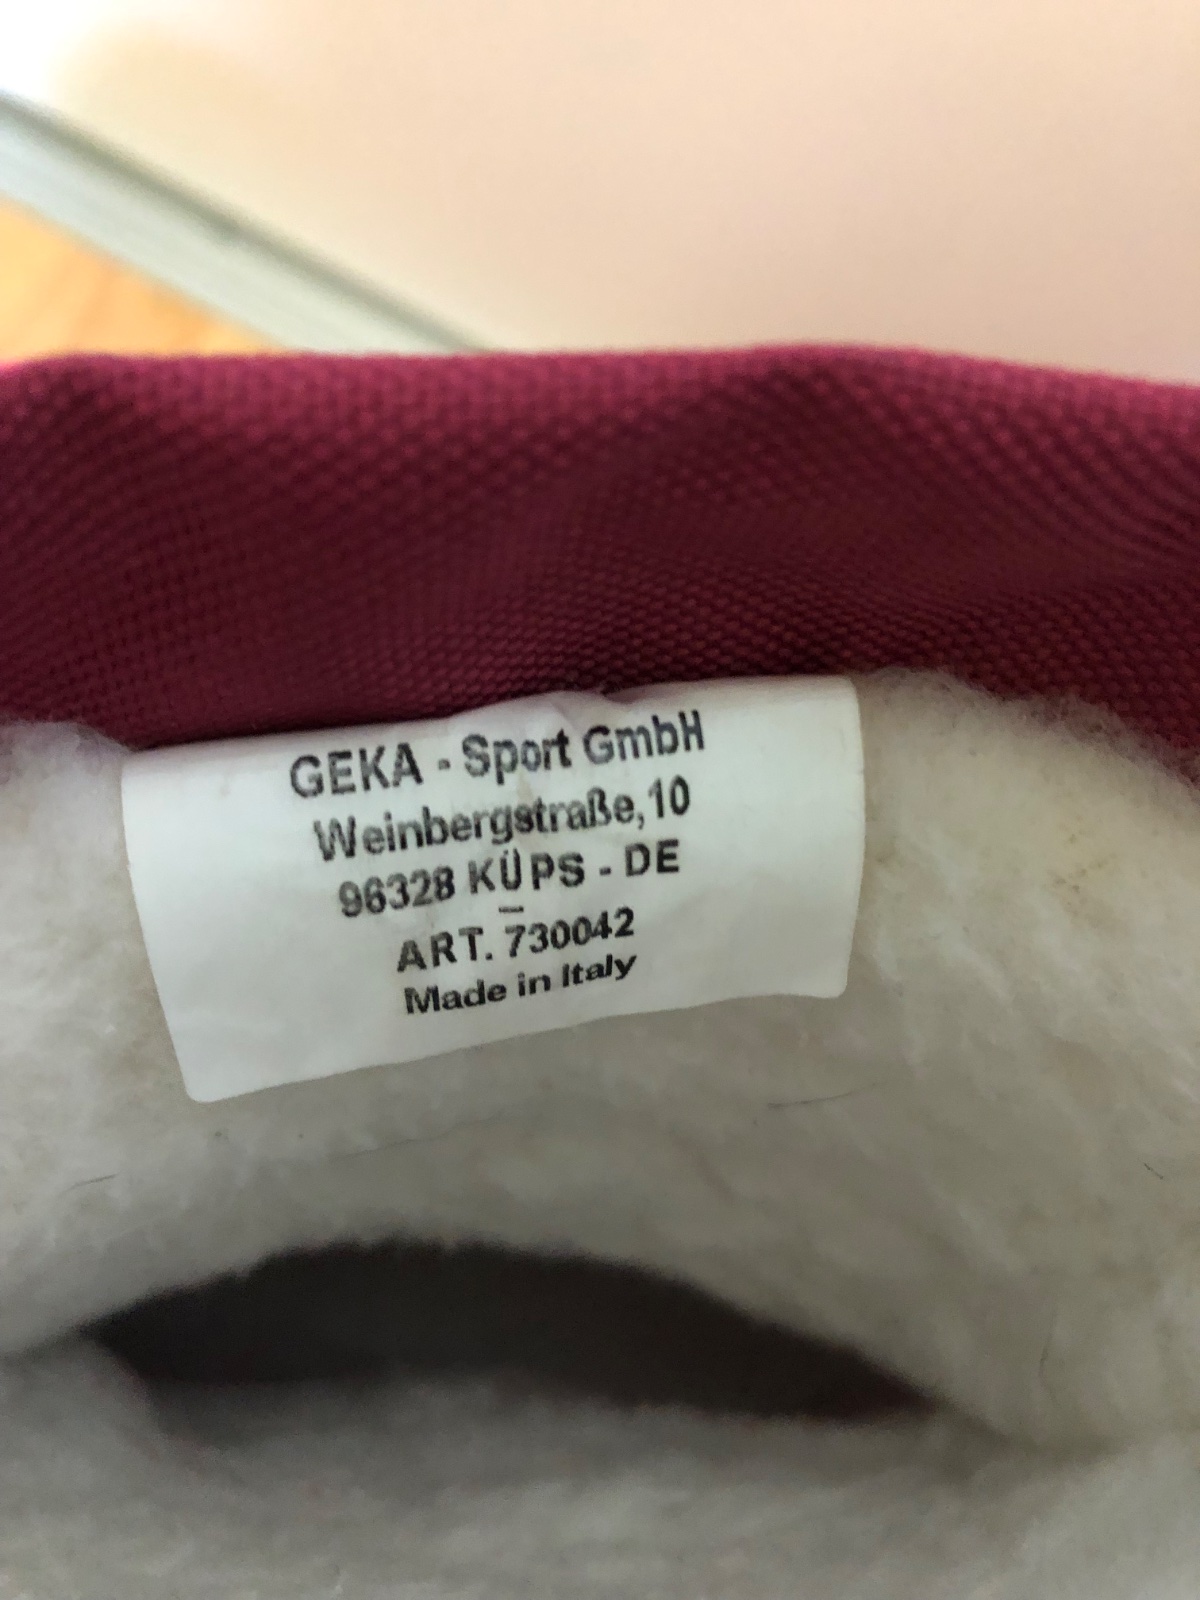 GEKA - Sport GmbH
Weinbergstraße,10
96328 KÜPS - DE
ART. 730042
Made in Italy